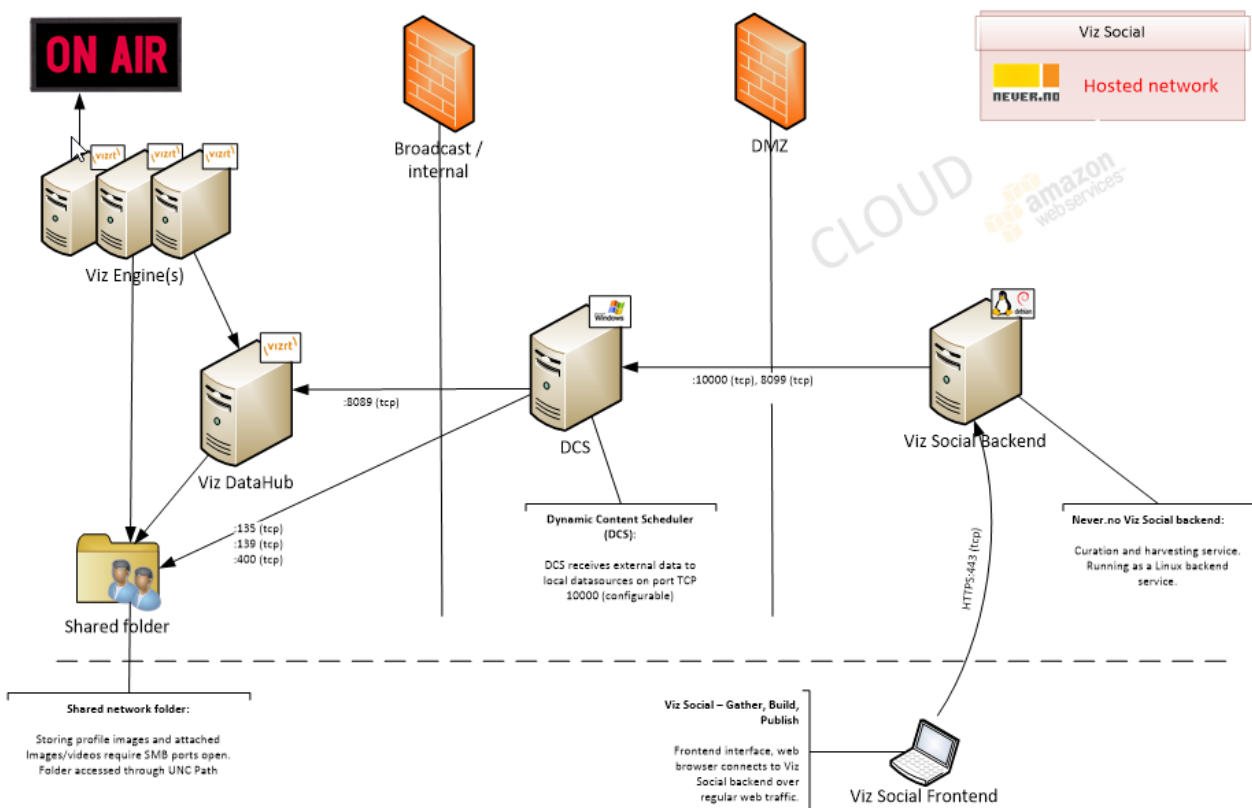 ON AIR
Viz Social
NEVER.NO
Hosted network
Broadcast /
internal
DMZ
CLOUD
amazon
webservices™
(vizrt)
(vizrt)
(vizrt)
Viz Engine(s)
Windows
debian
(vizrt)
:10000 (tcp), 8099 (tcp)
:8089 (tcp)
DCS
Viz Social Backend
Viz DataHub
:135 (tcp)
:139 (tcp)
:400 (tcp)
Dynamic Content Scheduler
(DCS):
DCS receives external data to
local datasources on port TCP
10000 (configurable)
Never.no Viz Social backend:
Curation and harvesting service.
Running as a Linux backend
service.
HTTPS:443 (tcp)
Shared folder
Shared network folder:
Storing profile images and attached
Images/videos require SMB ports open.
Folder accessed through UNC Path
Viz Social – Gather, Build,
Publish
Frontend interface, web
browser connects to Viz
Social backend over
regular web traffic.
Viz Social Frontend